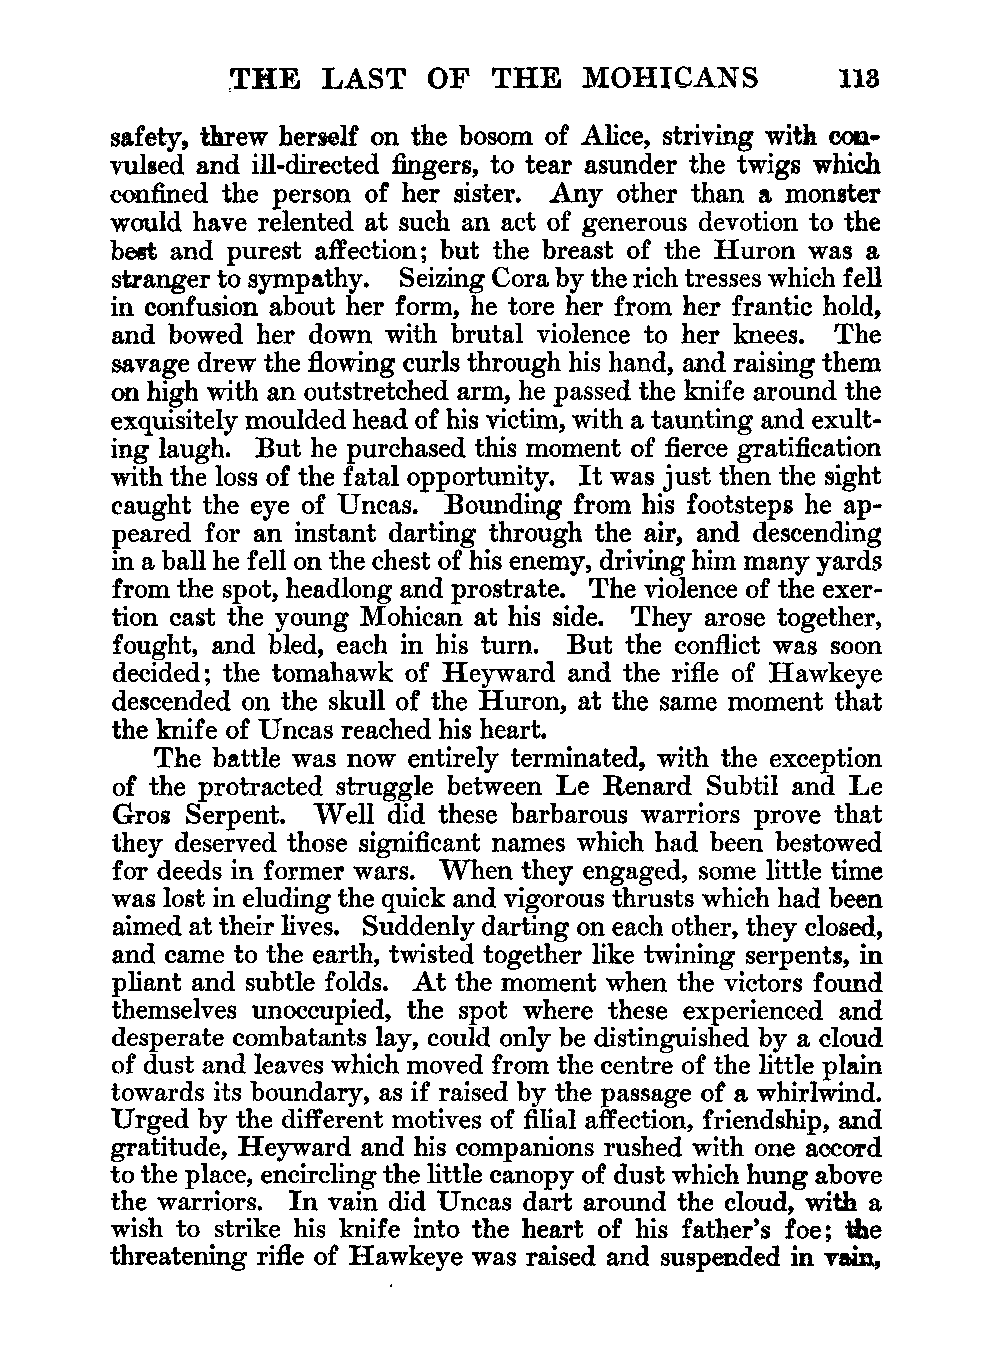 THE LAST OF THE MOHICANS 113
safety, threw herself on the bosom of Alice, striving with con-
vulsed and ill-directed fingers, to tear asunder the twigs which
confined the person of her sister. Any other than a monster
would have relented at such an act of generous devotion to the
best and purest affection; but the breast of the Huron was a
stranger to sympathy. Seizing Cora by the rich tresses which fell
in confusion about her form, he tore her from her frantic hold,
and bowed her down with brutal violence to her knees. The
savage drew the flowing curls through his hand, and raising them
on high with an outstretched arm, he passed the knife around the
exquisitely moulded head of his victim, with a taunting and exult-
ing laugh. But he purchased this moment of fierce gratification
with the loss of the fatal opportunity. It was just then the sight
caught the eye of Uncas. Bounding from his footsteps he ap-
peared for an instant darting through the air, and descending
in a ball he fell on the chest of his enemy, driving him many yards
from the spot, headlong and prostrate. The violence of the exer-
tion cast the young Mohican at his side. They arose together,
fought, and bled, each in his turn. But the conflict was soon
decided; the tomahawk of Heyward and the rifle of Hawkeye
descended on the skull of the Huron, at the same moment that
the knife of Uncas reached his heart.
The battle was now entirely terminated, with the exception
of the protracted struggle between Le Renard Subtil and Le
Gros Serpent. Well did these barbarous warriors prove that
they deserved those significant names which had been bestowed
for deeds in former wars. When they engaged, some little time
was lost in eluding the quick and vigorous thrusts which had been
aimed at their lives. Suddenly darting on each other, they closed,
and came to the earth, twisted together like twining serpents, in
pliant and subtle folds. At the moment when the victors found
themselves unoccupied, the spot where these experienced and
desperate combatants lay, could only be distinguished by a cloud
of dust and leaves which moved from the centre of the little plain
towards its boundary, as if raised by the passage of a whirlwind.
Urged by the different motives of filial affection, friendship, and
gratitude, Heyward and his companions rushed with one accord
to the place, encircling the little canopy of dust which hung above
the warriors. In vain did Uncas dart around the cloud, with a
wish to strike his knife into the heart of his father's foe; the
threatening rifle of Hawkeye was raised and suspended in vain,